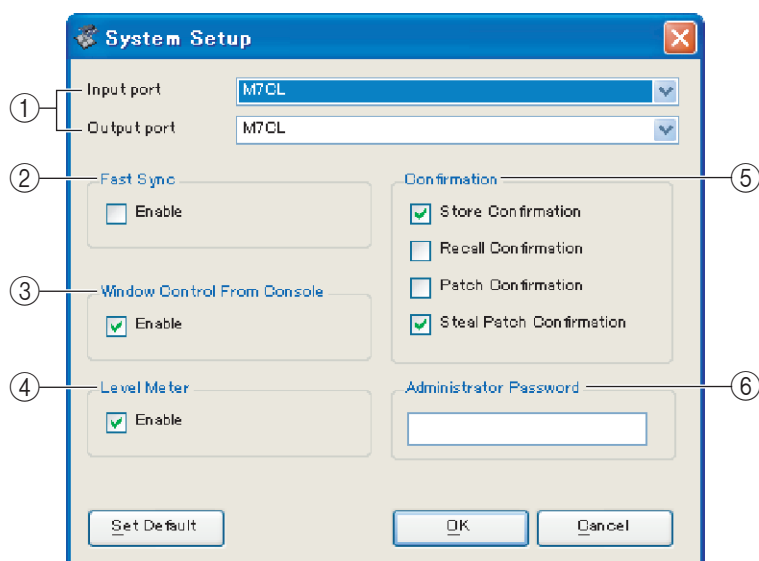 System Setup
① Input port M7CL
Output port M7CL
② Fast Sync
Enable
③ Window Control From Console
Enable
④ Level Meter
Enable
Confirmation ⑤
Store Confirmation
Recall Confirmation
Patch Confirmation
Steal Patch Confirmation
Administrator Password ⑥
Set Default OK Cancel